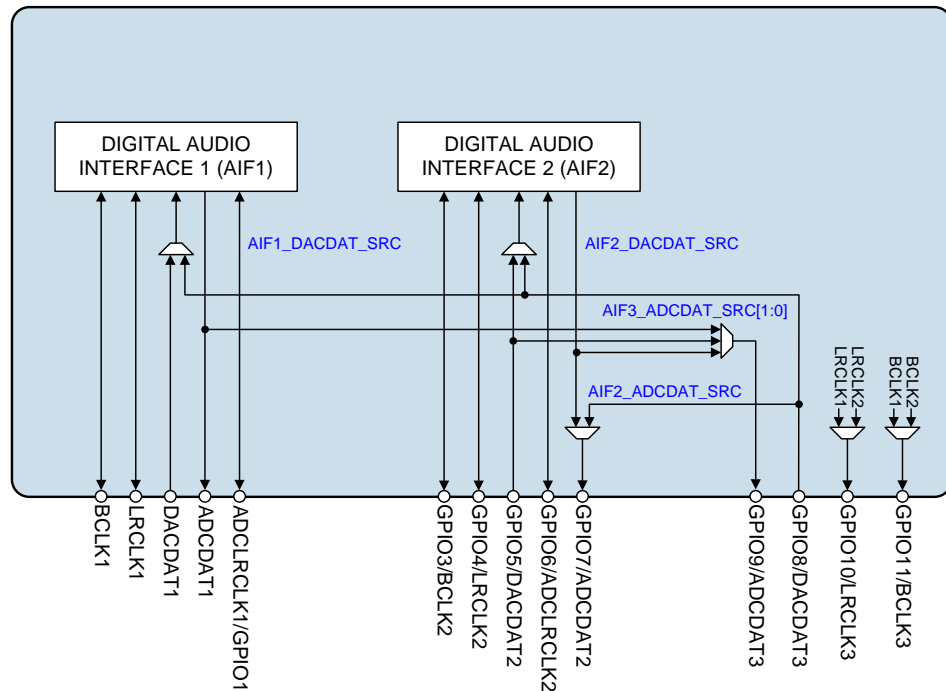 DIGITAL AUDIO
INTERFACE 1 (AIF1)
DIGITAL AUDIO
INTERFACE 2 (AIF2)
AIF1_DACDAT_SRC
AIF2_DACDAT_SRC
AIF3_ADCDAT_SRC[1:0]
AIF2_ADCDAT_SRC
LRCLK2
LRCLK1
BCLK2
BCLK1
BCLK1
LRCLK1
DACDAT1
ADCDAT1
ADCLRCLK1/GPIO1
GPIO3/BCLK2
GPIO4/LRCLK2
GPIO5/DACDAT2
GPIO6/ADCLRCLK2
GPIO7/ADCDAT2
GPIO9/ADCDAT3
GPIO8/DACDAT3
GPIO10/LRCLK3
GPIO11/BCLK3